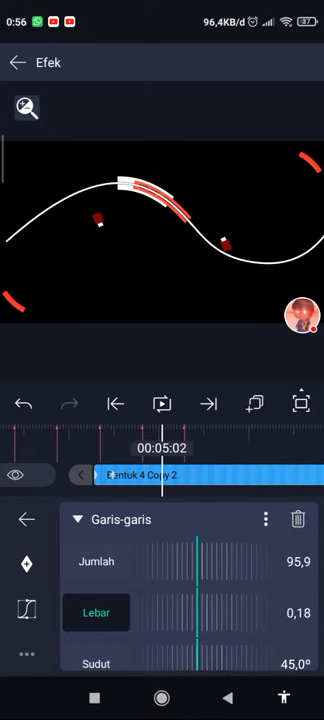 0:56 96,4KB/d 37
Efek
00:05:02
Bentuk 4 Copy 2
Garis-garis
Jumlah 95,9
Lebar 0,18
Sudut 45,0°